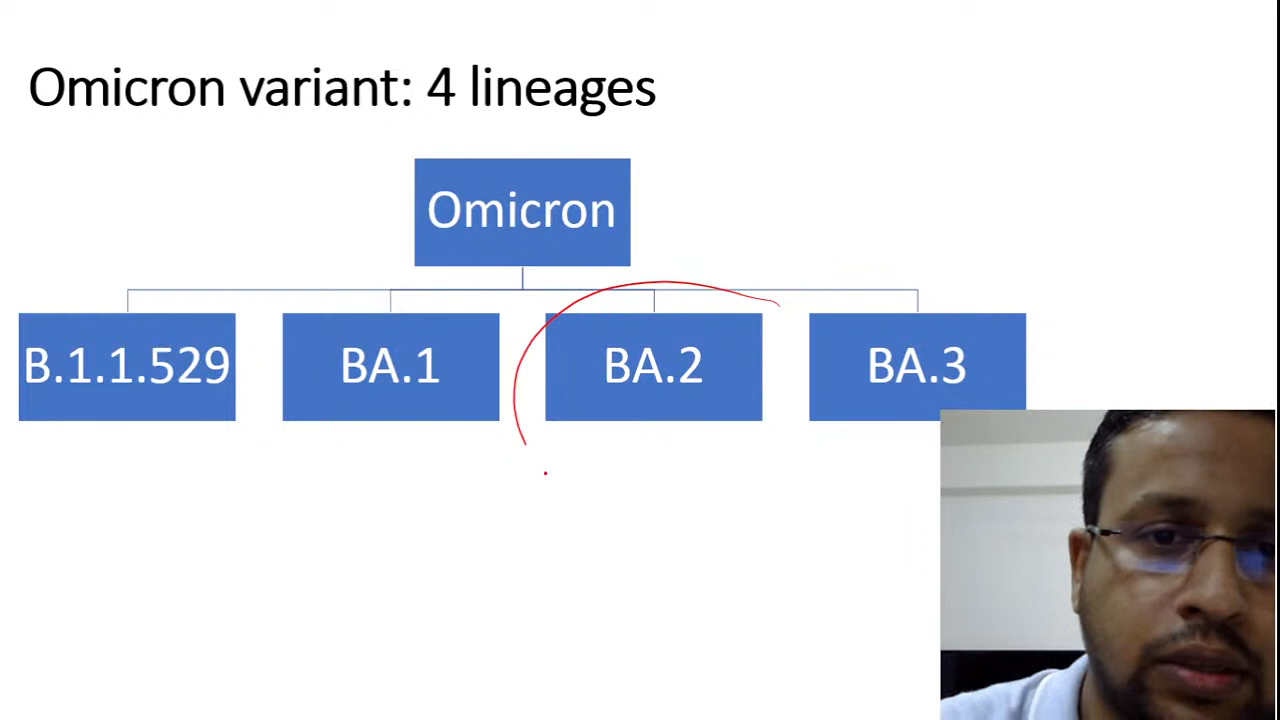 Omicron variant: 4 lineages
Omicron
B.1.1.529
BA.1
BA.2
BA.3